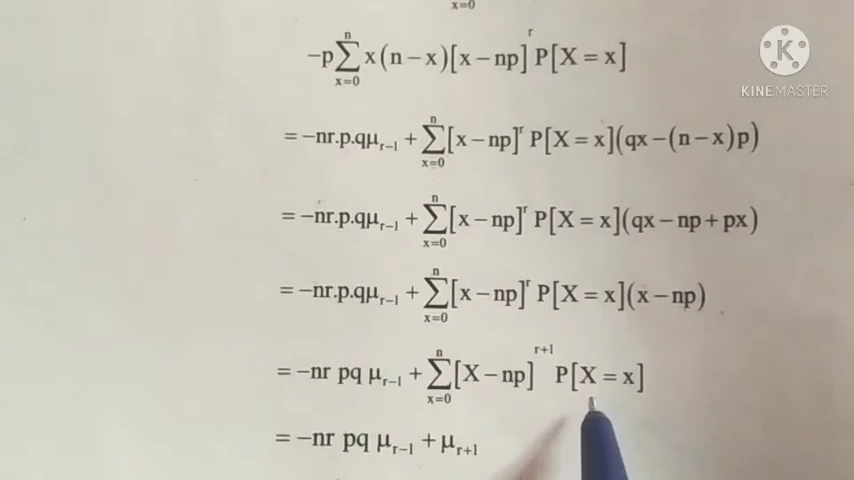 x=0
−p∑_{x=0}^{n} x(n−x)[x−np]^r P[X=x]
= −nr.p.qμ_{r−1} + ∑_{x=0}^{n} [x−np]^r P[X=x](qx−(n−x)p)
= −nr.p.qμ_{r−1} + ∑_{x=0}^{n} [x−np]^r P[X=x](qx−np+px)
= −nr.p.qμ_{r−1} + ∑_{x=0}^{n} [x−np]^r P[X=x](x−np)
= −nr pq μ_{r−1} + ∑_{x=0}^{n} [X−np]^{r+1} P[X=x]
= −nr pq μ_{r−1} + μ_{r+1}
K
KINEMASTER